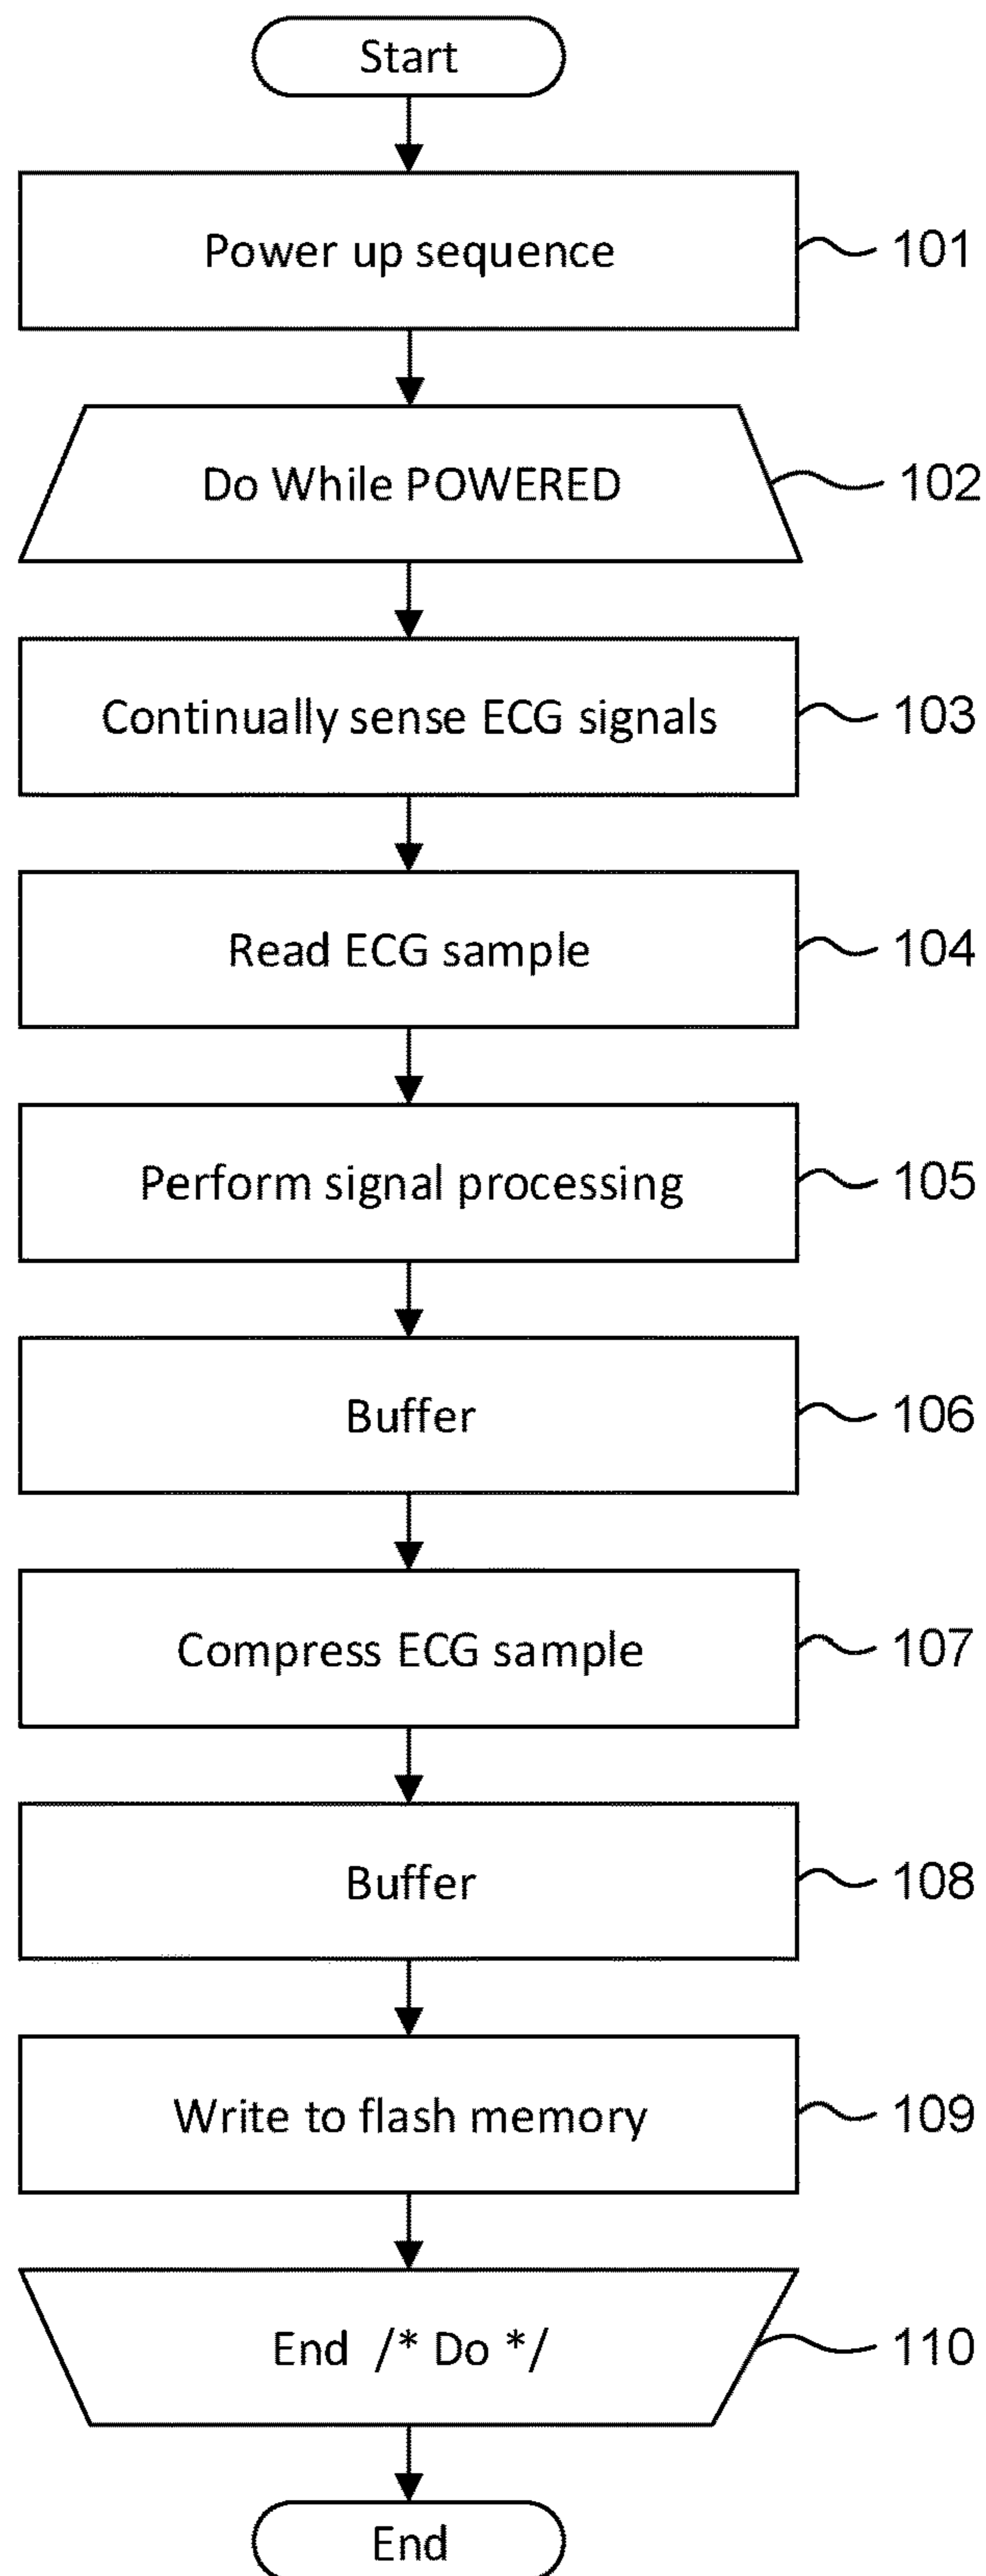 Start
Power up sequence 101
Do While POWERED 102
Continually sense ECG signals 103
Read ECG sample 104
Perform signal processing 105
Buffer 106
Compress ECG sample 107
Buffer 108
Write to flash memory 109
End /* Do */ 110
End